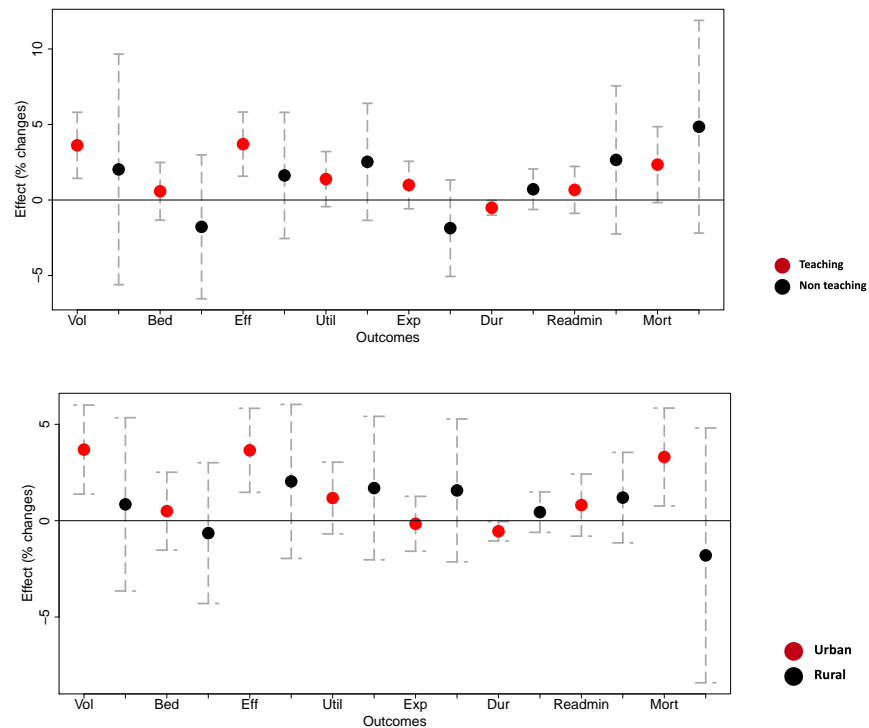 Effect (% changes)
10
5
0
−5
Vol Bed Eff Util Exp Dur Readmin Mort
Outcomes
Teaching
Non teaching
Effect (% changes)
5
0
−5
Vol Bed Eff Util Exp Dur Readmin Mort
Outcomes
Urban
Rural